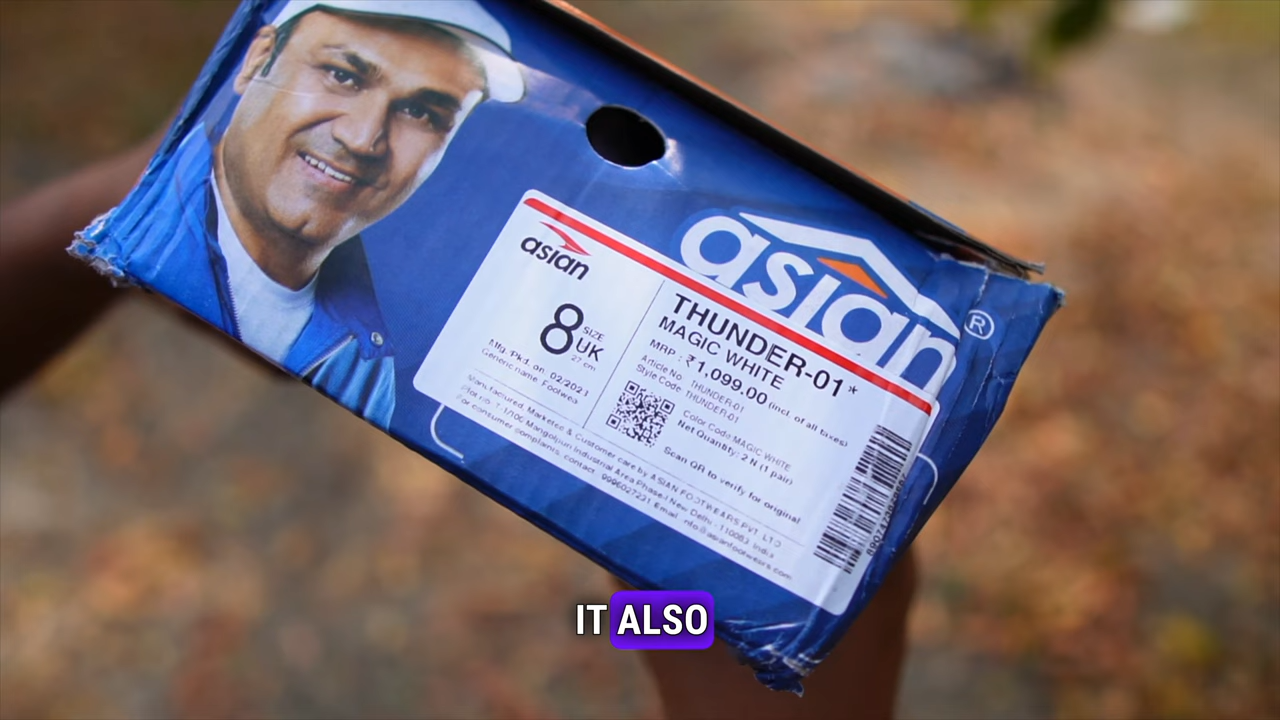 asian®
asian
8 SIZE
UK
27 cm
Mfg./Pkd. on 02/2021
Generic name: Footwea
THUNDER-01*
MAGIC WHITE
MRP : ₹1,099.00 (incl. of all taxes)
Article No THUNDER-01
Style Code THUNDER-01
Color Code MAGIC WHITE
Net Quantity: 2 N (1 pair)
Scan QR to verify for original
Manufactured, Marketed & Customer care by ASIAN FOOTWEARS PVT. LTD
Plot no. 1-1/106 Mangolpuri Industrial Area Phase-I New Delhi - 110083, India
For consumer complaints, contact : 9996027231 Email : info@asianfootwears.com
IT ALSO